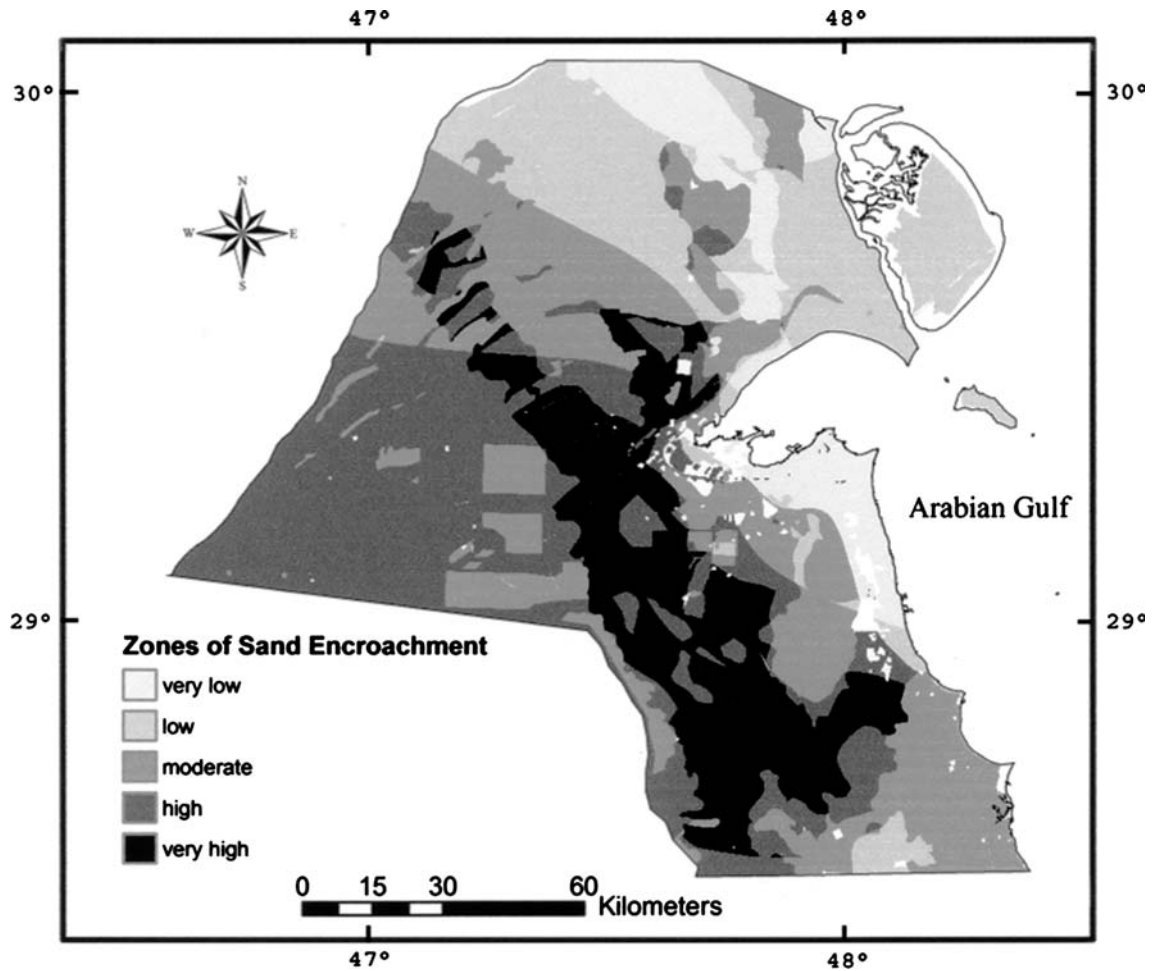 47° 48°
30° 30°
N
W E
S
Arabian Gulf
29° 29°
Zones of Sand Encroachment
very low
low
moderate
high
very high
0 15 30 60
Kilometers
47° 48°